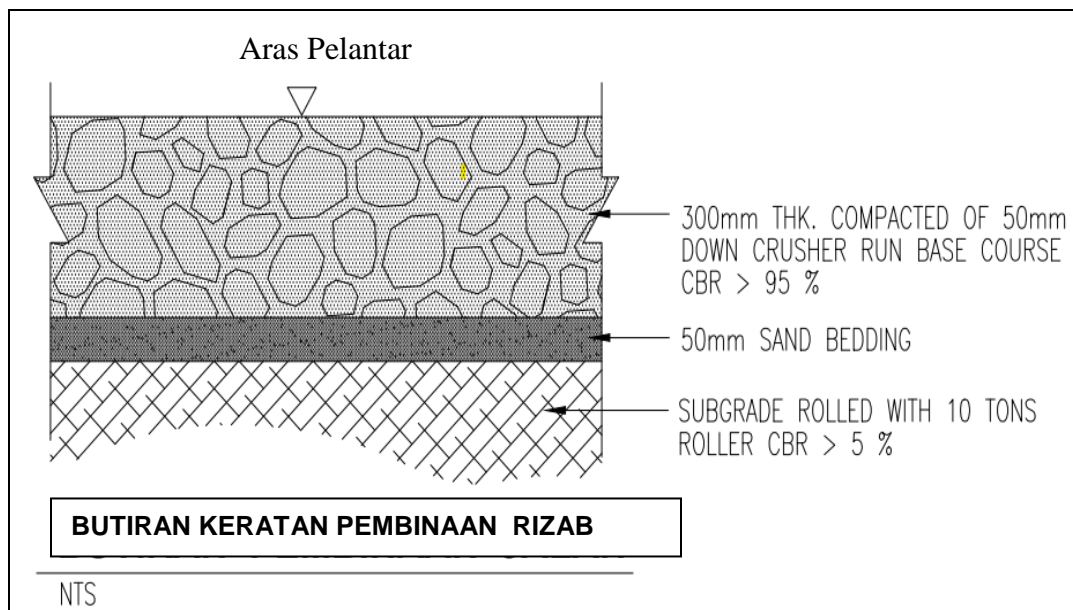 Aras Pelantar
300mm THK. COMPACTED OF 50mm
DOWN CRUSHER RUN BASE COURSE
CBR > 95 %
50mm SAND BEDDING
SUBGRADE ROLLED WITH 10 TONS
ROLLER CBR > 5 %
BUTIRAN KERATAN PEMBINAAN RIZAB
NTS